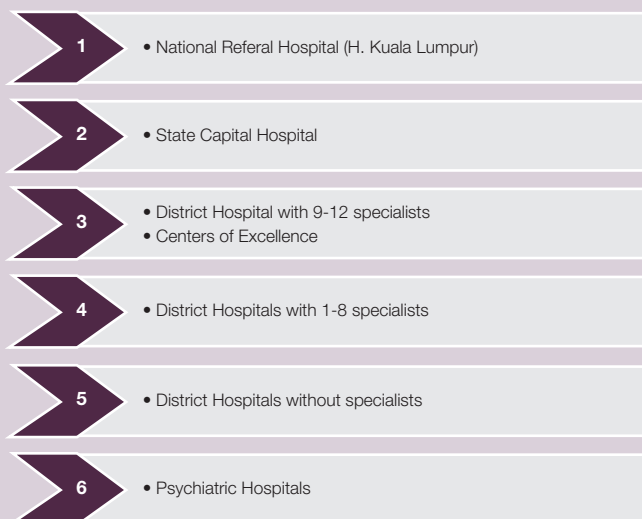 1
• National Referal Hospital (H. Kuala Lumpur)
2
• State Capital Hospital
3
• District Hospital with 9-12 specialists
• Centers of Excellence
4
• District Hospitals with 1-8 specialists
5
• District Hospitals without specialists
6
• Psychiatric Hospitals